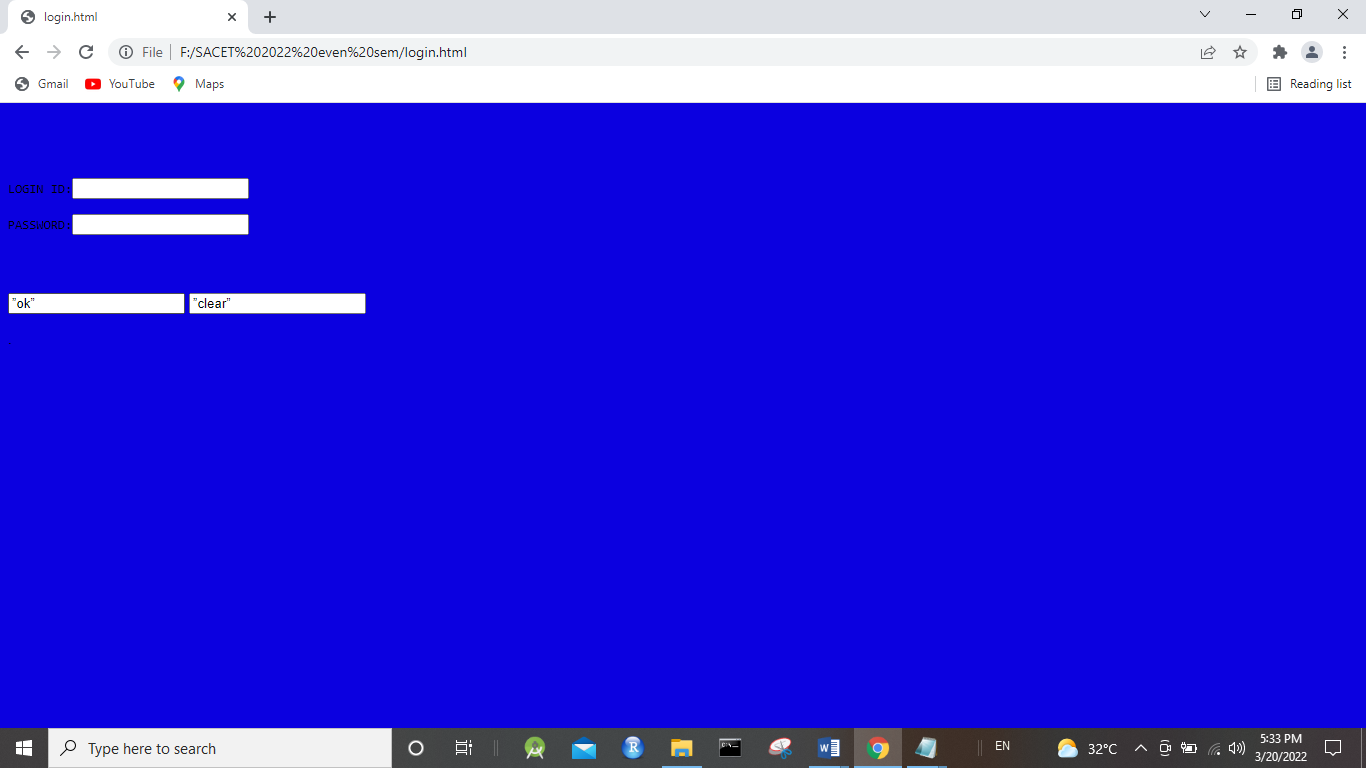 login.html
File F:/SACET%202022%20even%20sem/login.html
Gmail YouTube Maps Reading list
LOGIN ID:
PASSWORD:
"ok" "clear"
Type here to search EN 32°C 5:33 PM
3/20/2022